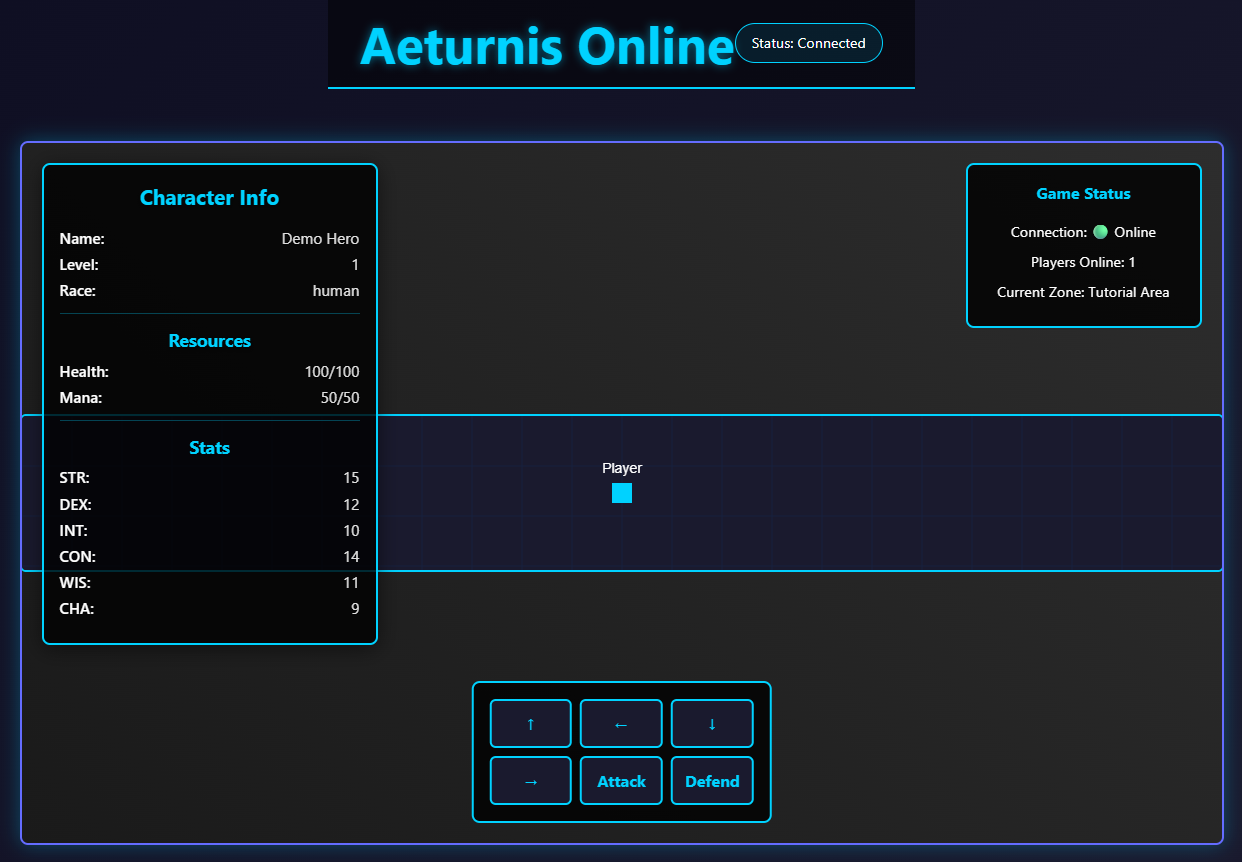 Aeturnis Online
Status: Connected
Character Info
Name: Demo Hero
Level: 1
Race: human
Resources
Health: 100/100
Mana: 50/50
Stats
STR: 15
DEX: 12
INT: 10
CON: 14
WIS: 11
CHA: 9
Game Status
Connection: 🟢 Online
Players Online: 1
Current Zone: Tutorial Area
Player
↑ ← ↓
→ Attack Defend